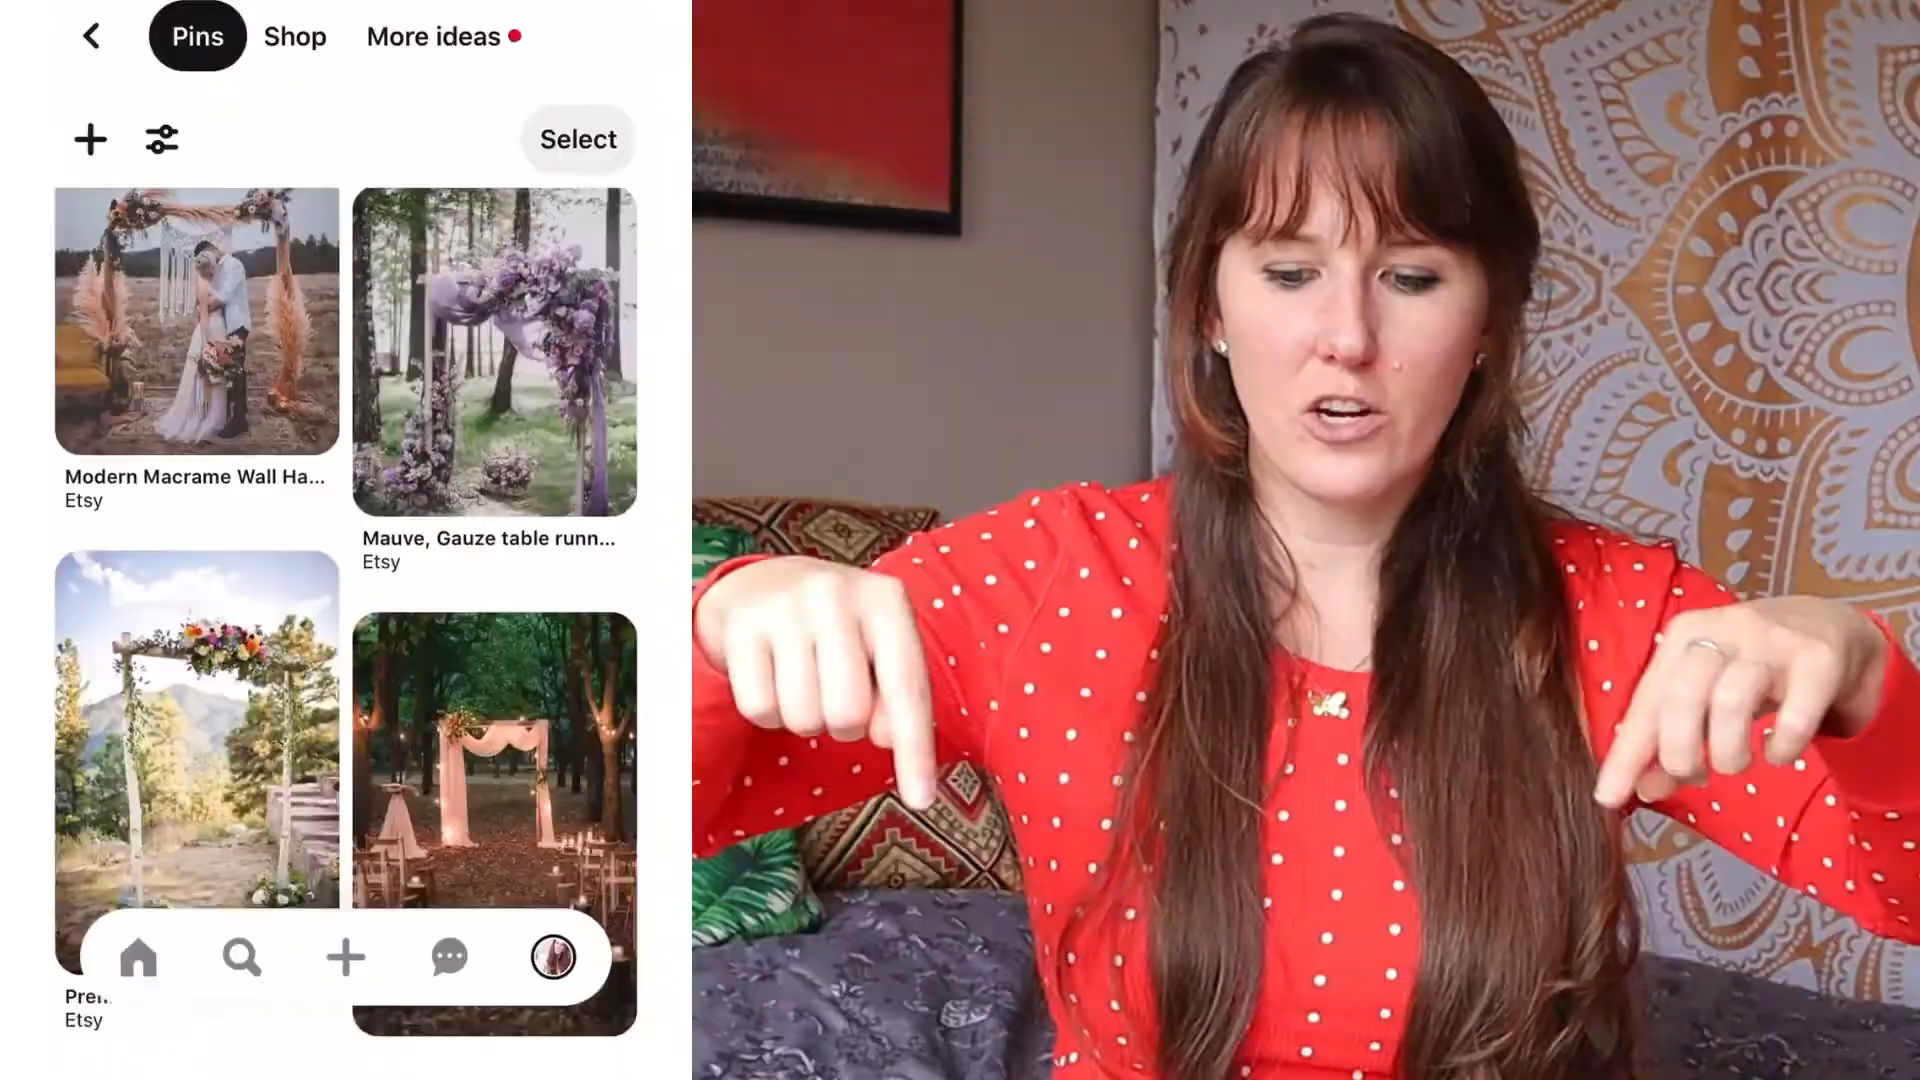 Pins
Shop
More ideas
Select
Modern Macrame Wall Ha...
Etsy
Mauve, Gauze table runn...
Etsy
Etsy